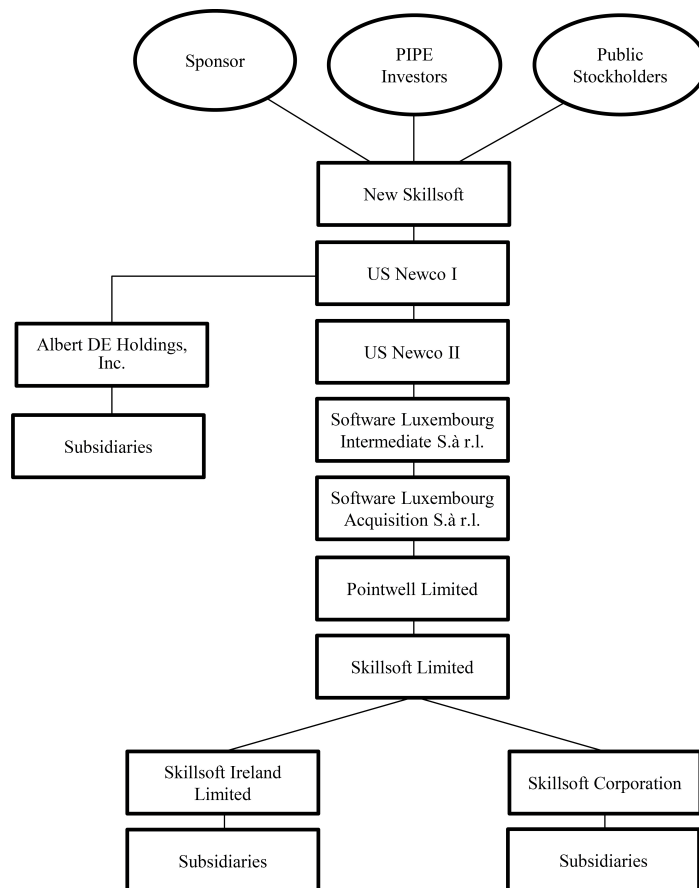 Sponsor
PIPE
Investors
Public
Stockholders
New Skillsoft
US Newco I
Albert DE Holdings,
Inc.
US Newco II
Subsidiaries
Software Luxembourg
Intermediate S.à r.l.
Software Luxembourg
Acquisition S.à r.l.
Pointwell Limited
Skillsoft Limited
Skillsoft Ireland
Limited
Skillsoft Corporation
Subsidiaries
Subsidiaries